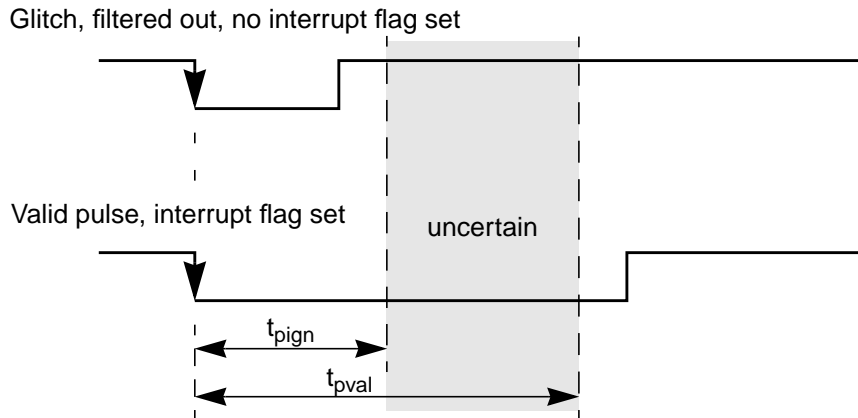 Glitch, filtered out, no interrupt flag set
Valid pulse, interrupt flag set
uncertain
tpign
tpval